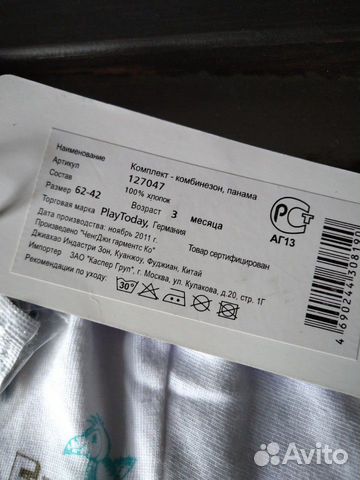 Наименование Комплект - комбинезон, панама
Артикул 127047
Состав 100% хлопок
Размер 62-42 Возраст 3 месяца
Торговая марка PlayToday, Германия
Дата производства: ноябрь 2011 г. Товар сертифицирован
Произведено "ЧенгДжи гарментс Ко"
Джиахао Индастри Зон, Куанжоу, Фуджиан, Китай
Импортер ЗАО "Каспер Груп", г. Москва, ул. Кулакова, д.20, стр. 1Г
Рекомендации по уходу: 30°
РСТ
АГ13
Avito